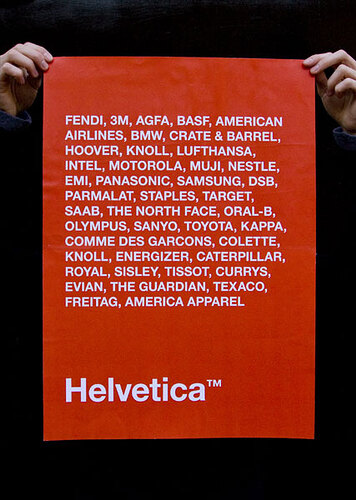 FENDI, 3M, AGFA, BASF, AMERICAN
AIRLINES, BMW, CRATE & BARREL,
HOOVER, KNOLL, LUFTHANSA,
INTEL, MOTOROLA, MUJI, NESTLE,
EMI, PANASONIC, SAMSUNG, DSB,
PARMALAT, STAPLES, TARGET,
SAAB, THE NORTH FACE, ORAL-B,
OLYMPUS, SANYO, TOYOTA, KAPPA,
COMME DES GARCONS, COLETTE,
KNOLL, ENERGIZER, CATERPILLAR,
ROYAL, SISLEY, TISSOT, CURRYS,
EVIAN, THE GUARDIAN, TEXACO,
FREITAG, AMERICA APPAREL
Helvetica™